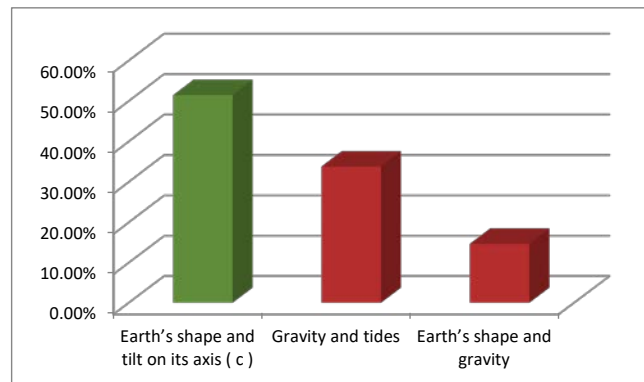 60.00%
50.00%
40.00%
30.00%
20.00%
10.00%
0.00%
Earth’s shape and
tilt on its axis ( c )
Gravity and tides
Earth’s shape and
gravity